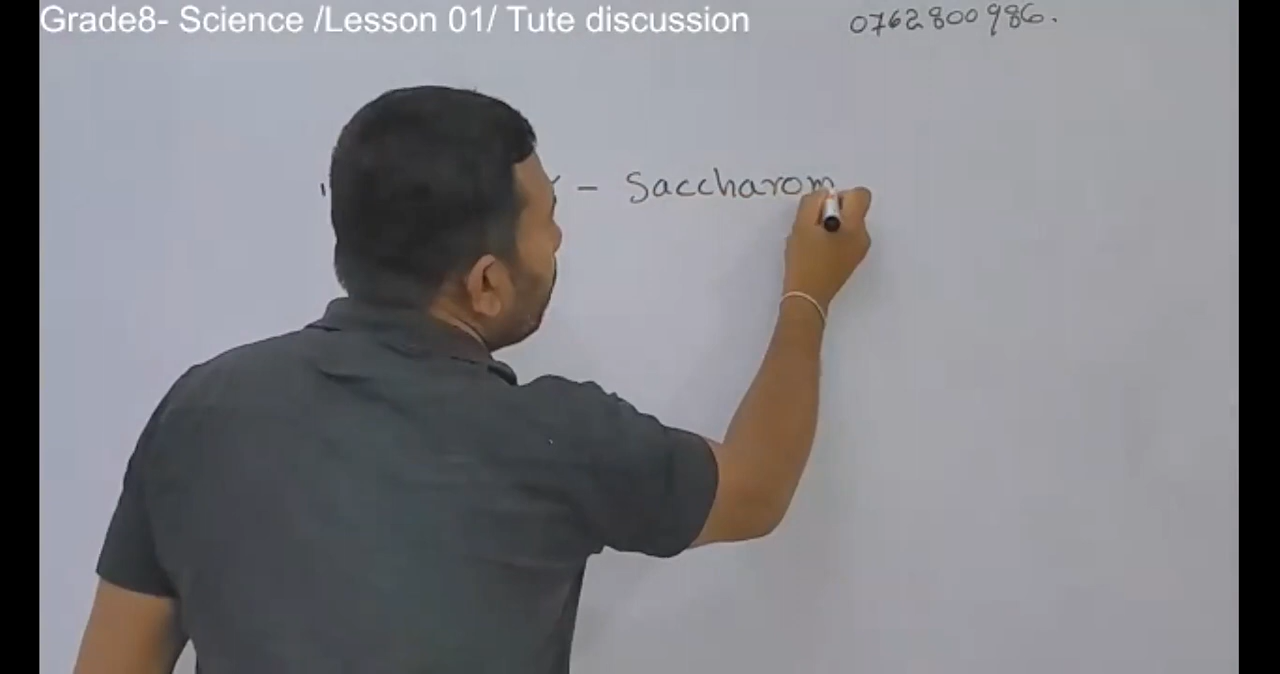 Grade8- Science /Lesson 01/ Tute discussion
0762800986.
- Saccharom